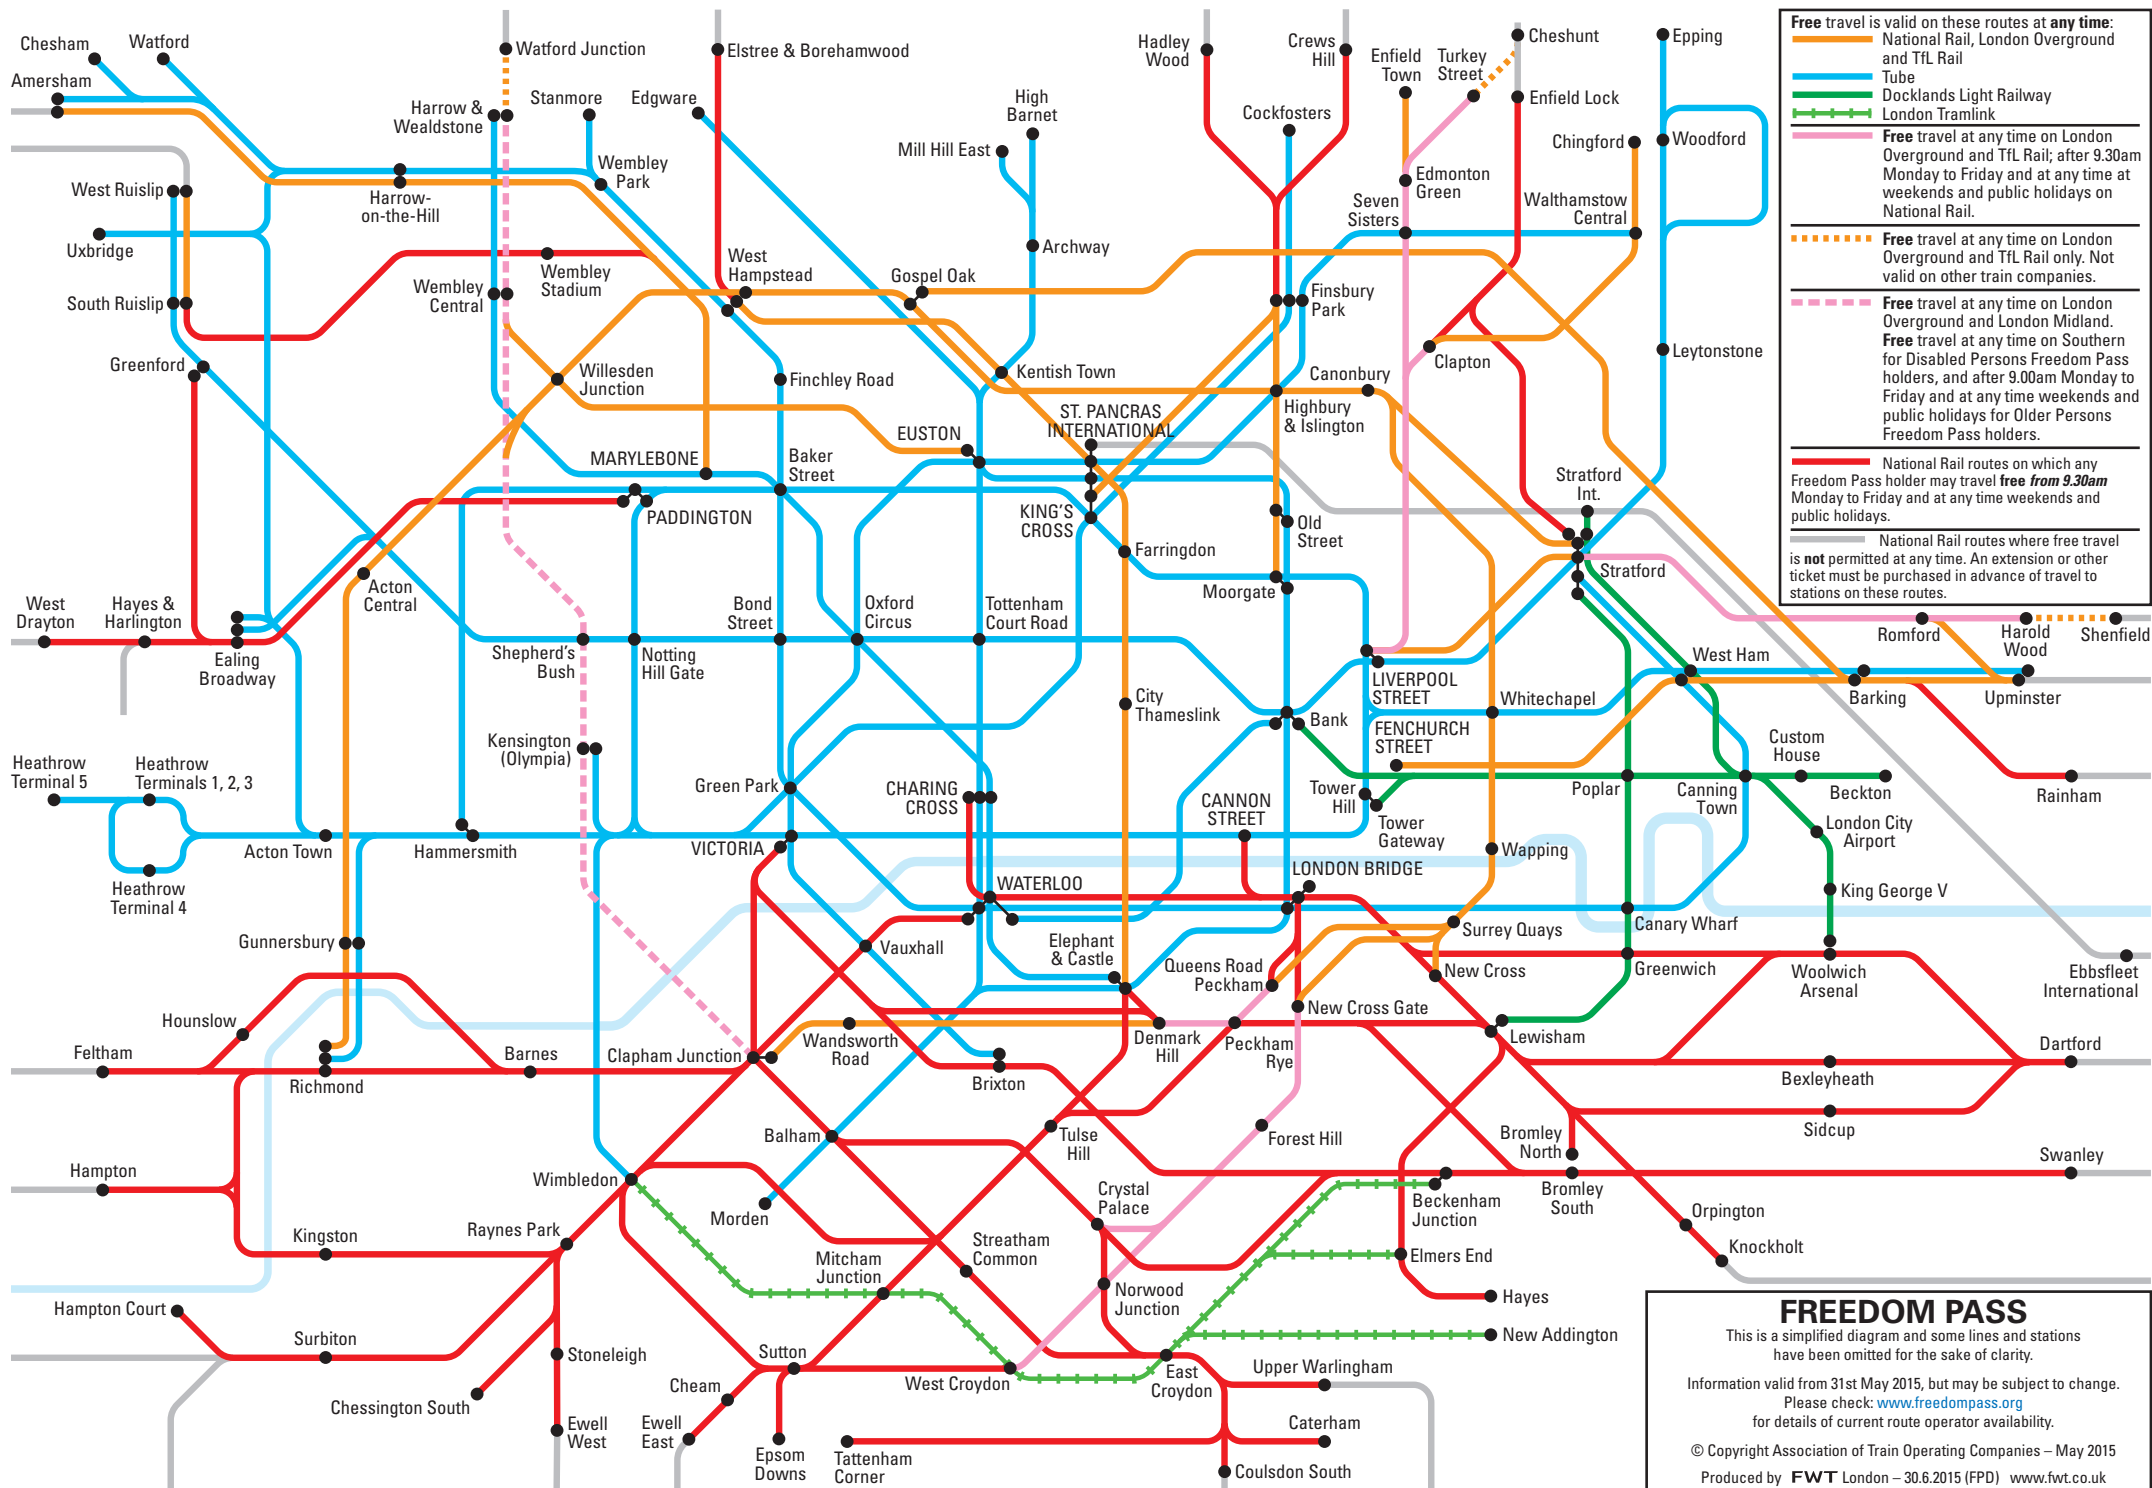 Chesham
Watford
Amersham
Watford Junction
Elstree & Borehamwood
Hadley
Wood
Crews
Hill
Enfield
Town
Turkey
Street
Cheshunt
Epping
Harrow &
Wealdstone
Stanmore
Edgware
High
Barnet
Cockfosters
Enfield Lock
Mill Hill East
Chingford
Woodford
West Ruislip
Harrow-
on-the-Hill
Wembley
Park
Edmonton
Green
Seven
Sisters
Walthamstow
Central
Uxbridge
Archway
South Ruislip
Wembley
Stadium
Wembley
Central
West
Hampstead
Gospel Oak
Finsbury
Park
Greenford
Willesden
Junction
Finchley Road
Kentish Town
Canonbury
Clapton
Leytonstone
ST. PANCRAS
INTERNATIONAL
Highbury
& Islington
EUSTON
MARYLEBONE
Baker
Street
Stratford
Int.
PADDINGTON
KING'S
CROSS
Old
Street
Farringdon
Stratford
Acton
Central
Moorgate
West
Drayton
Hayes &
Harlington
Ealing
Broadway
Shepherd's
Bush
Notting
Hill Gate
Bond
Street
Oxford
Circus
Tottenham
Court Road
Romford
Harold
Wood
Shenfield
LIVERPOOL
STREET
West Ham
Barking
Upminster
City
Thameslink
Bank
Whitechapel
FENCHURCH
STREET
Kensington
(Olympia)
Custom
House
Heathrow
Terminal 5
Heathrow
Terminals 1, 2, 3
Green Park
CHARING
CROSS
CANNON
STREET
Tower
Hill
Tower
Gateway
Poplar
Canning
Town
Beckton
Rainham
London City
Airport
Acton Town
Hammersmith
VICTORIA
Wapping
Heathrow
Terminal 4
WATERLOO
LONDON BRIDGE
King George V
Gunnersbury
Vauxhall
Elephant
& Castle
Queens Road
Peckham
Surrey Quays
Canary Wharf
New Cross
Greenwich
Woolwich
Arsenal
Ebbsfleet
International
Hounslow
New Cross Gate
Feltham
Richmond
Barnes
Clapham Junction
Wandsworth
Road
Brixton
Denmark
Hill
Peckham
Rye
Lewisham
Bexleyheath
Dartford
Balham
Tulse
Hill
Forest Hill
Bromley
North
Sidcup
Hampton
Wimbledon
Morden
Crystal
Palace
Beckenham
Junction
Bromley
South
Swanley
Kingston
Raynes Park
Mitcham
Junction
Streatham
Common
Elmers End
Orpington
Knockholt
Norwood
Junction
Hayes
Hampton Court
Surbiton
Stoneleigh
Sutton
New Addington
West Croydon
East
Croydon
Upper Warlingham
Chessington South
Cheam
Ewell
West
Ewell
East
Epsom
Downs
Tattenham
Corner
Caterham
Coulsdon South
Free travel is valid on these routes at any time:
National Rail, London Overground
and TfL Rail
Tube
Docklands Light Railway
London Tramlink
Free travel at any time on London
Overground and TfL Rail; after 9.30am
Monday to Friday and at any time at
weekends and public holidays on
National Rail.
Free travel at any time on London
Overground and TfL Rail only. Not
valid on other train companies.
Free travel at any time on London
Overground and London Midland.
Free travel at any time on Southern
for Disabled Persons Freedom Pass
holders, and after 9.00am Monday to
Friday and at any time weekends and
public holidays for Older Persons
Freedom Pass holders.
National Rail routes on which any
Freedom Pass holder may travel free from 9.30am
Monday to Friday and at any time weekends and
public holidays.
National Rail routes where free travel
is not permitted at any time. An extension or other
ticket must be purchased in advance of travel to
stations on these routes.
FREEDOM PASS
This is a simplified diagram and some lines and stations
have been omitted for the sake of clarity.
Information valid from 31st May 2015, but may be subject to change.
Please check: www.freedompass.org
for details of current route operator availability.
© Copyright Association of Train Operating Companies – May 2015
Produced by FWT London – 30.6.2015 (FPD) www.fwt.co.uk